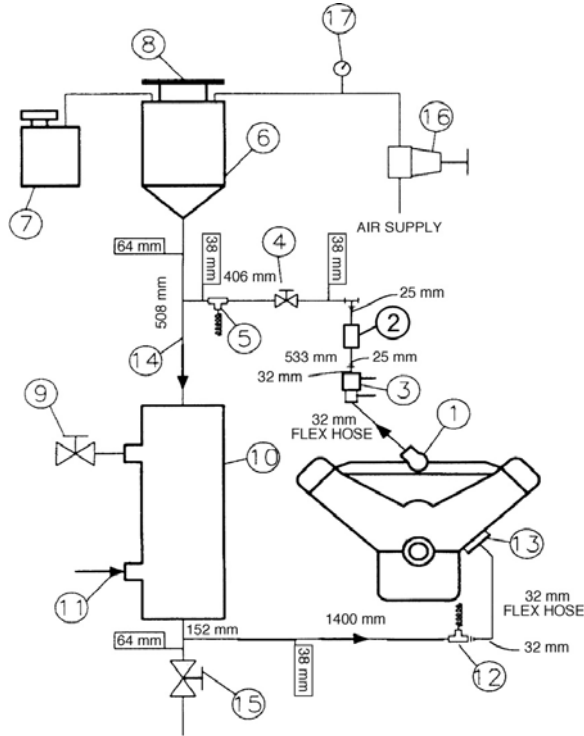 17
8
16
6
7
AIR SUPPLY
64 mm
38 mm
4
38 mm
406 mm
25 mm
508 mm
5
2
14
533 mm
25 mm
32 mm
3
9
32 mm
FLEX HOSE
1
10
13
11
32 mm
FLEX HOSE
152 mm
1400 mm
64 mm
38 mm
12
32 mm
15